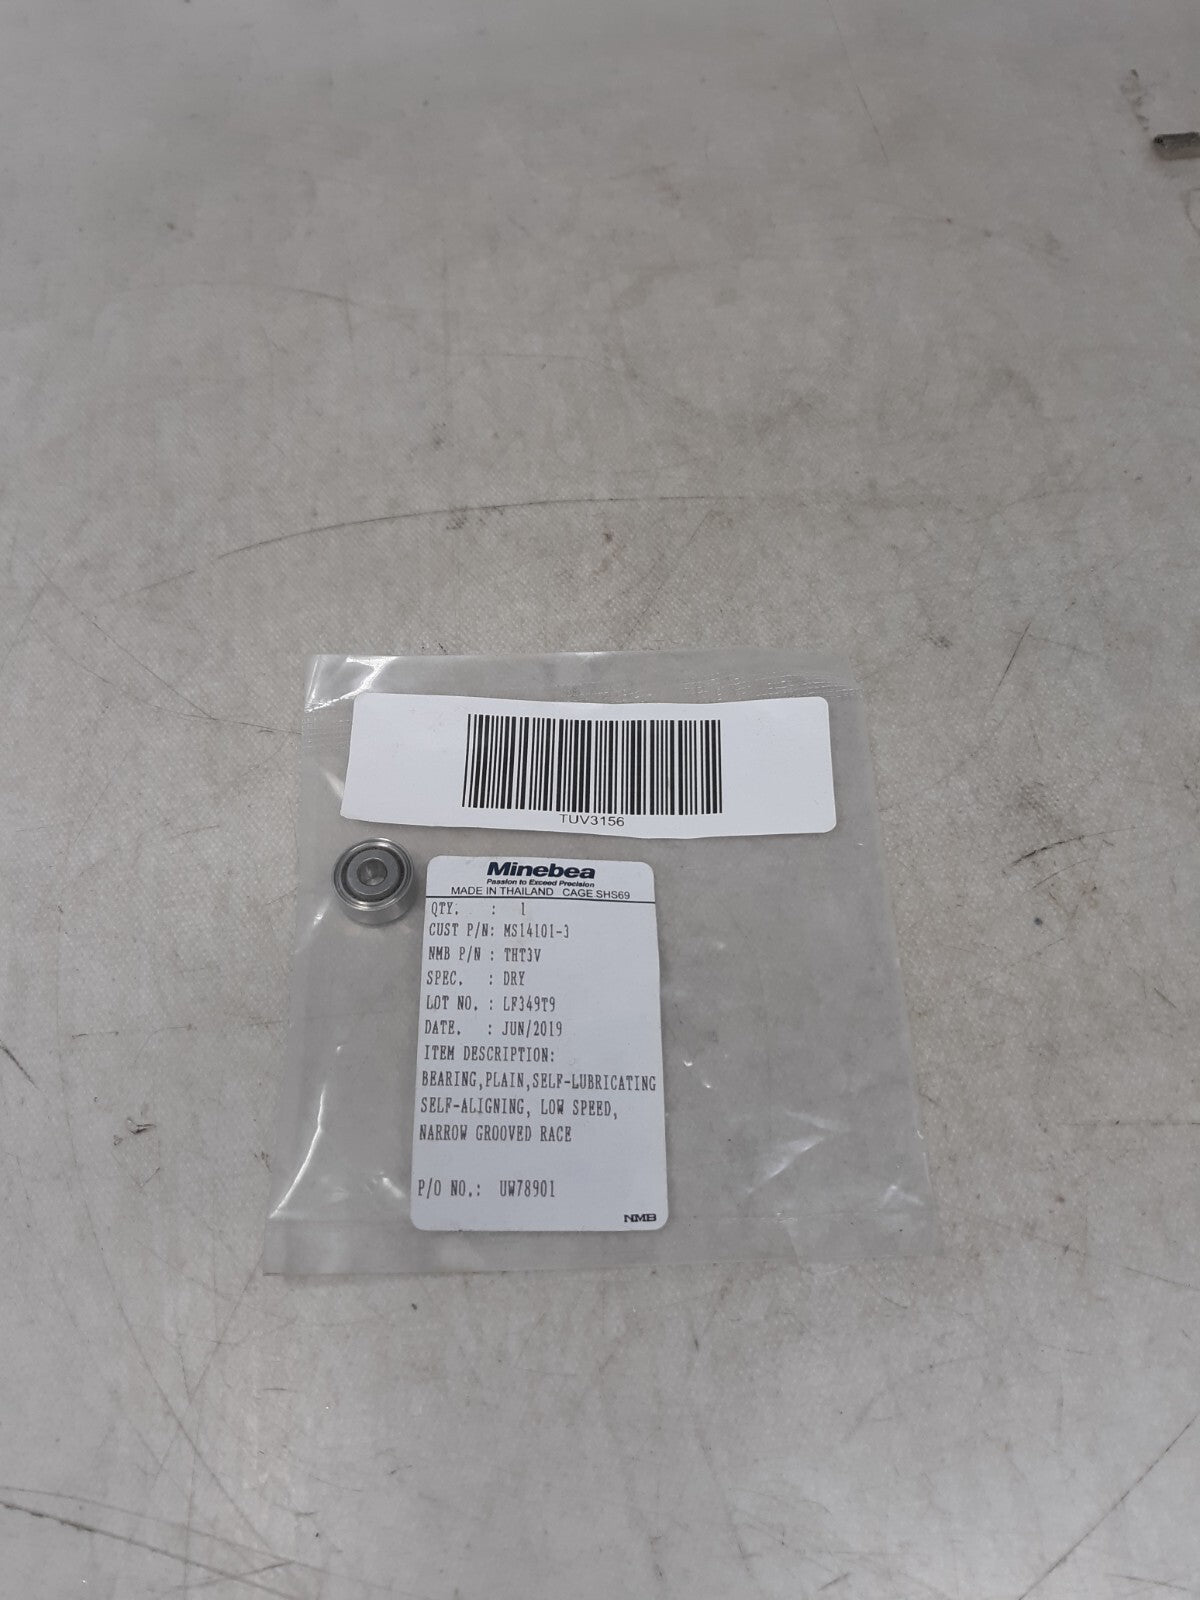 TUV3156
Minebea
Passion to Exceed Precision
MADE IN THAILAND CAGE SHS69
QTY. : 1
CUST P/N: MS14101-3
NMB P/N : THT3V
SPEC. : DRY
LOT NO. : LF349T9
DATE. : JUN/2019
ITEM DESCRIPTION:
BEARING,PLAIN,SELF-LUBRICATING
SELF-ALIGNING, LOW SPEED,
NARROW GROOVED RACE
P/O NO.: UW78901
NMB